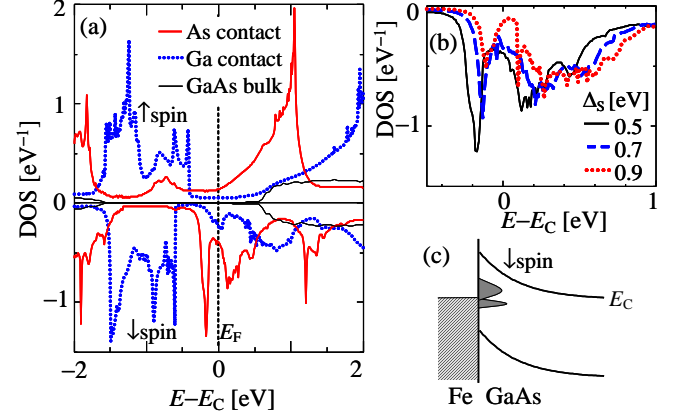 (a)
As contact
Ga contact
GaAs bulk
↑spin
↓spin
E_F
DOS [eV⁻¹]
2
1
0
−1
−2
−1
0
1
2
E−E_C [eV]
(b)
DOS [eV⁻¹]
0
−1
Δ_S [eV]
0.5
0.7
0.9
0
1
E−E_C [eV]
(c)
↓spin
E_C
Fe GaAs